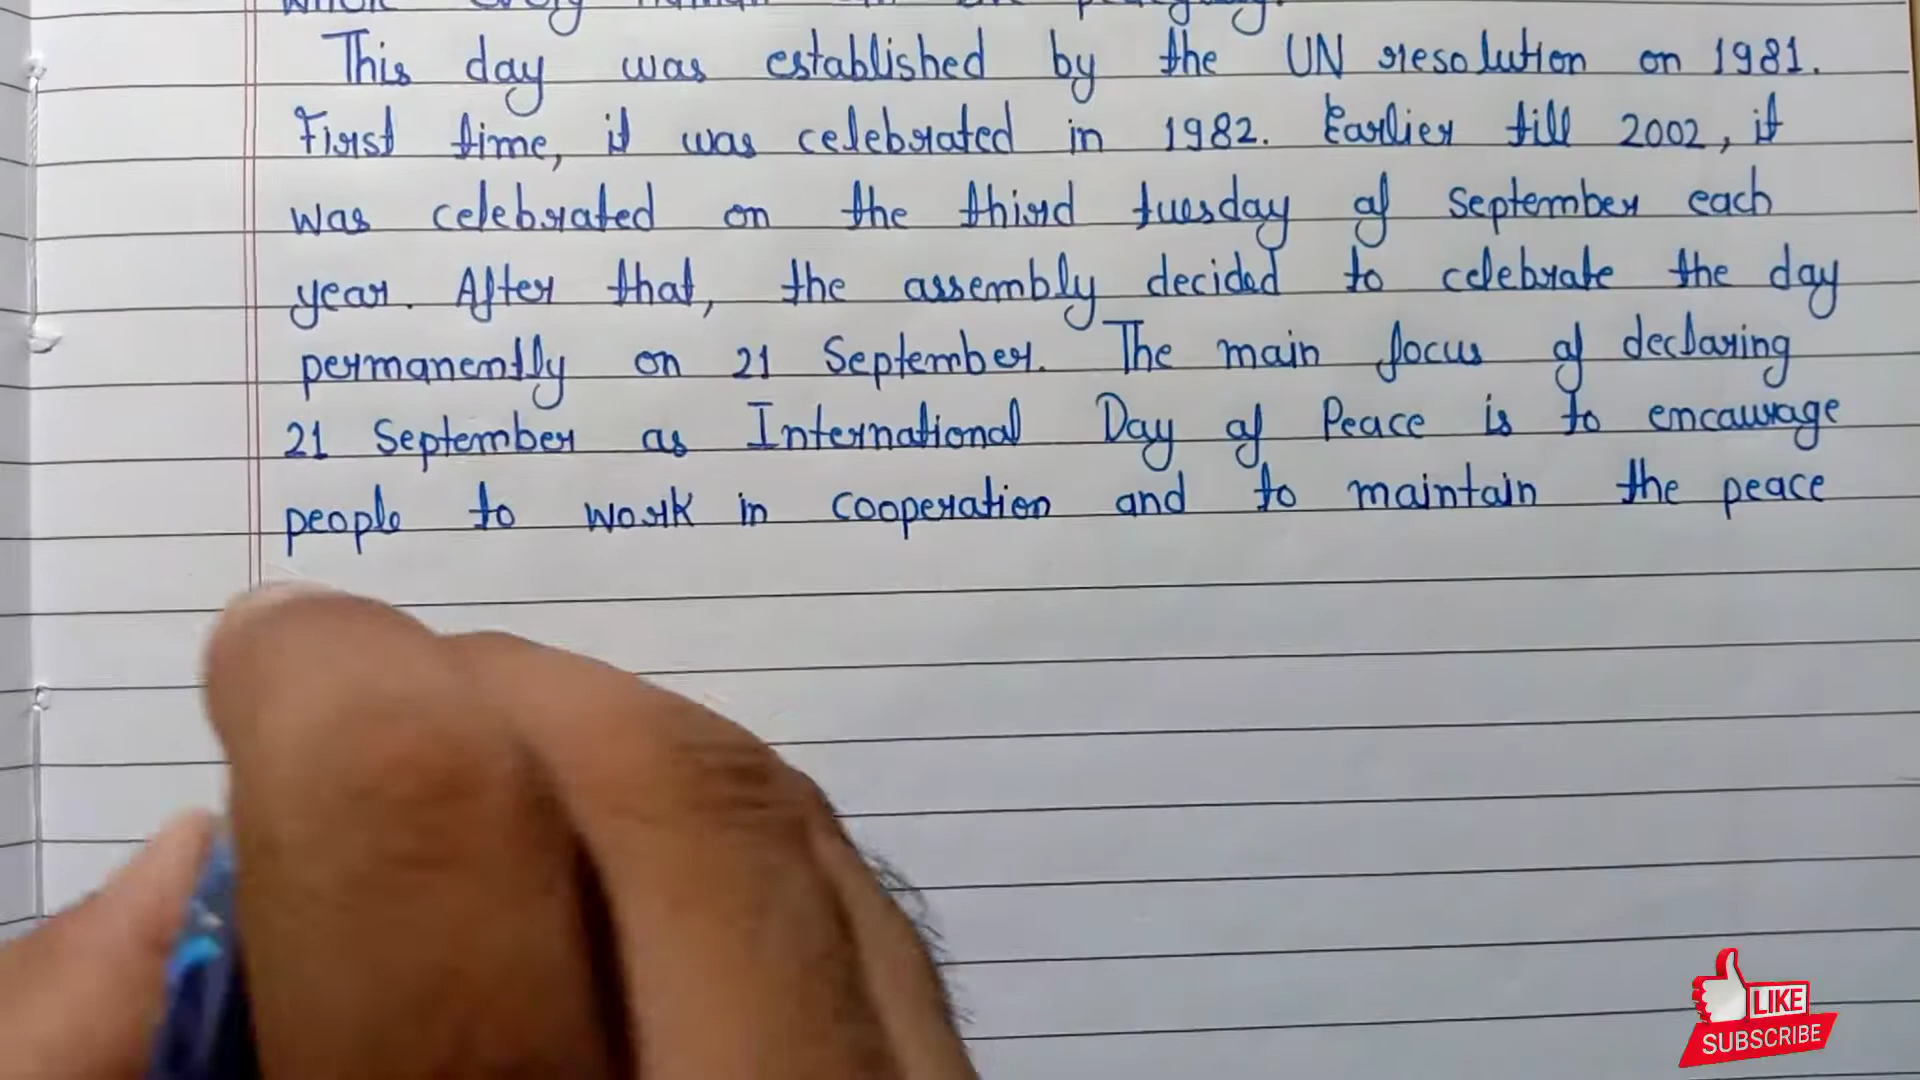 every human
This day was established by the UN resolution on 1981.
First time, it was celebrated in 1982. Earlier till 2002, it
was celebrated on the third tuesday of September each
year. After that, the assembly decided to celebrate the day
permanently on 21 September. The main focus of declaring
21 September as International Day of Peace is to encourage
people to work in cooperation and to maintain the peace
LIKE
SUBSCRIBE